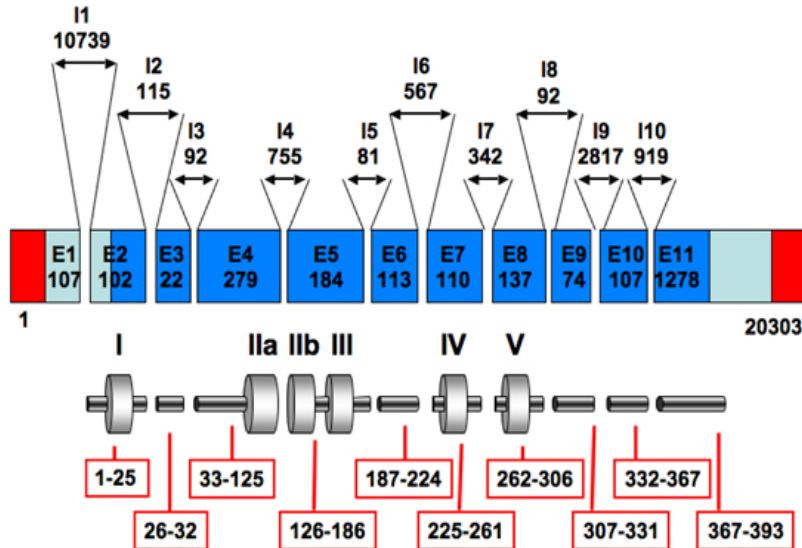 I1
10739
I2
115
I3
92
I4
755
I5
81
I6
567
I7
342
I8
92
I9
2817
I10
919
E1
107
E2
102
E3
22
E4
279
E5
184
E6
113
E7
110
E8
137
E9
74
E10
107
E11
1278
1
20303
I
IIa
IIb
III
IV
V
1-25
33-125
187-224
262-306
332-367
26-32
126-186
225-261
307-331
367-393